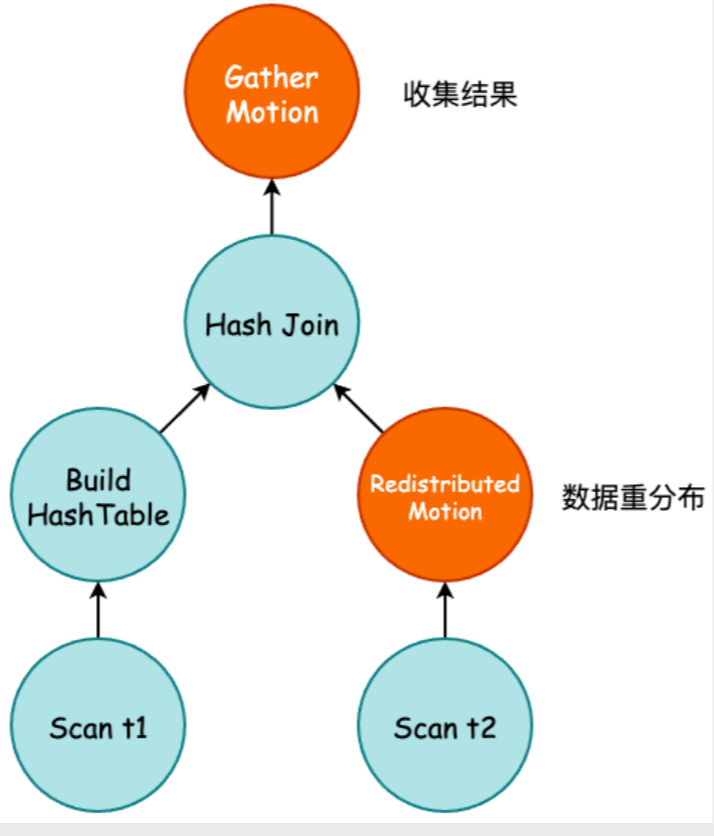 Gather
Motion
收集结果
Hash Join
Build
HashTable
Redistributed
Motion
数据重分布
Scan t1
Scan t2